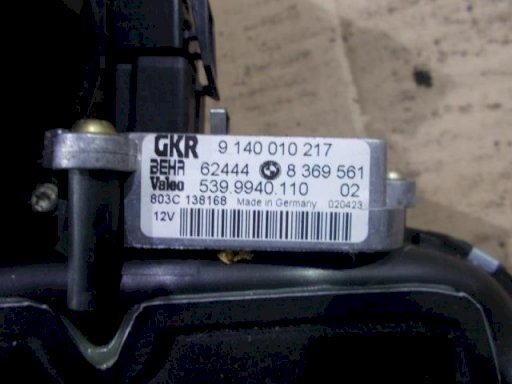 GKR 9 140 010 217
BEHR 62444 8 369 561
Valeo 539.9940.110 02
803C 138168 Made in Germany 020423
12V